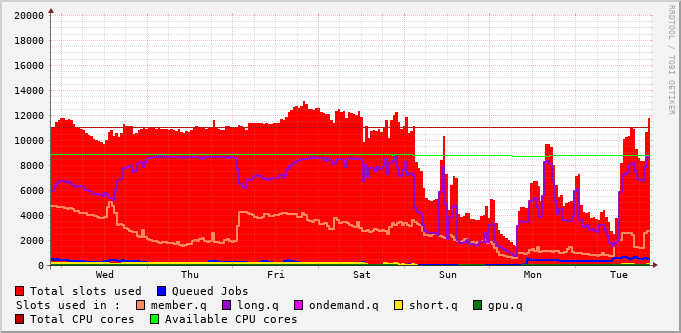 20000
18000
16000
14000
12000
10000
8000
6000
4000
2000
0
Wed Thu Fri Sat Sun Mon Tue
Total slots used Queued Jobs
Slots used in : member.q long.q ondemand.q short.q gpu.q
Total CPU cores Available CPU cores
RRDTOOL / TOBI OETIKER